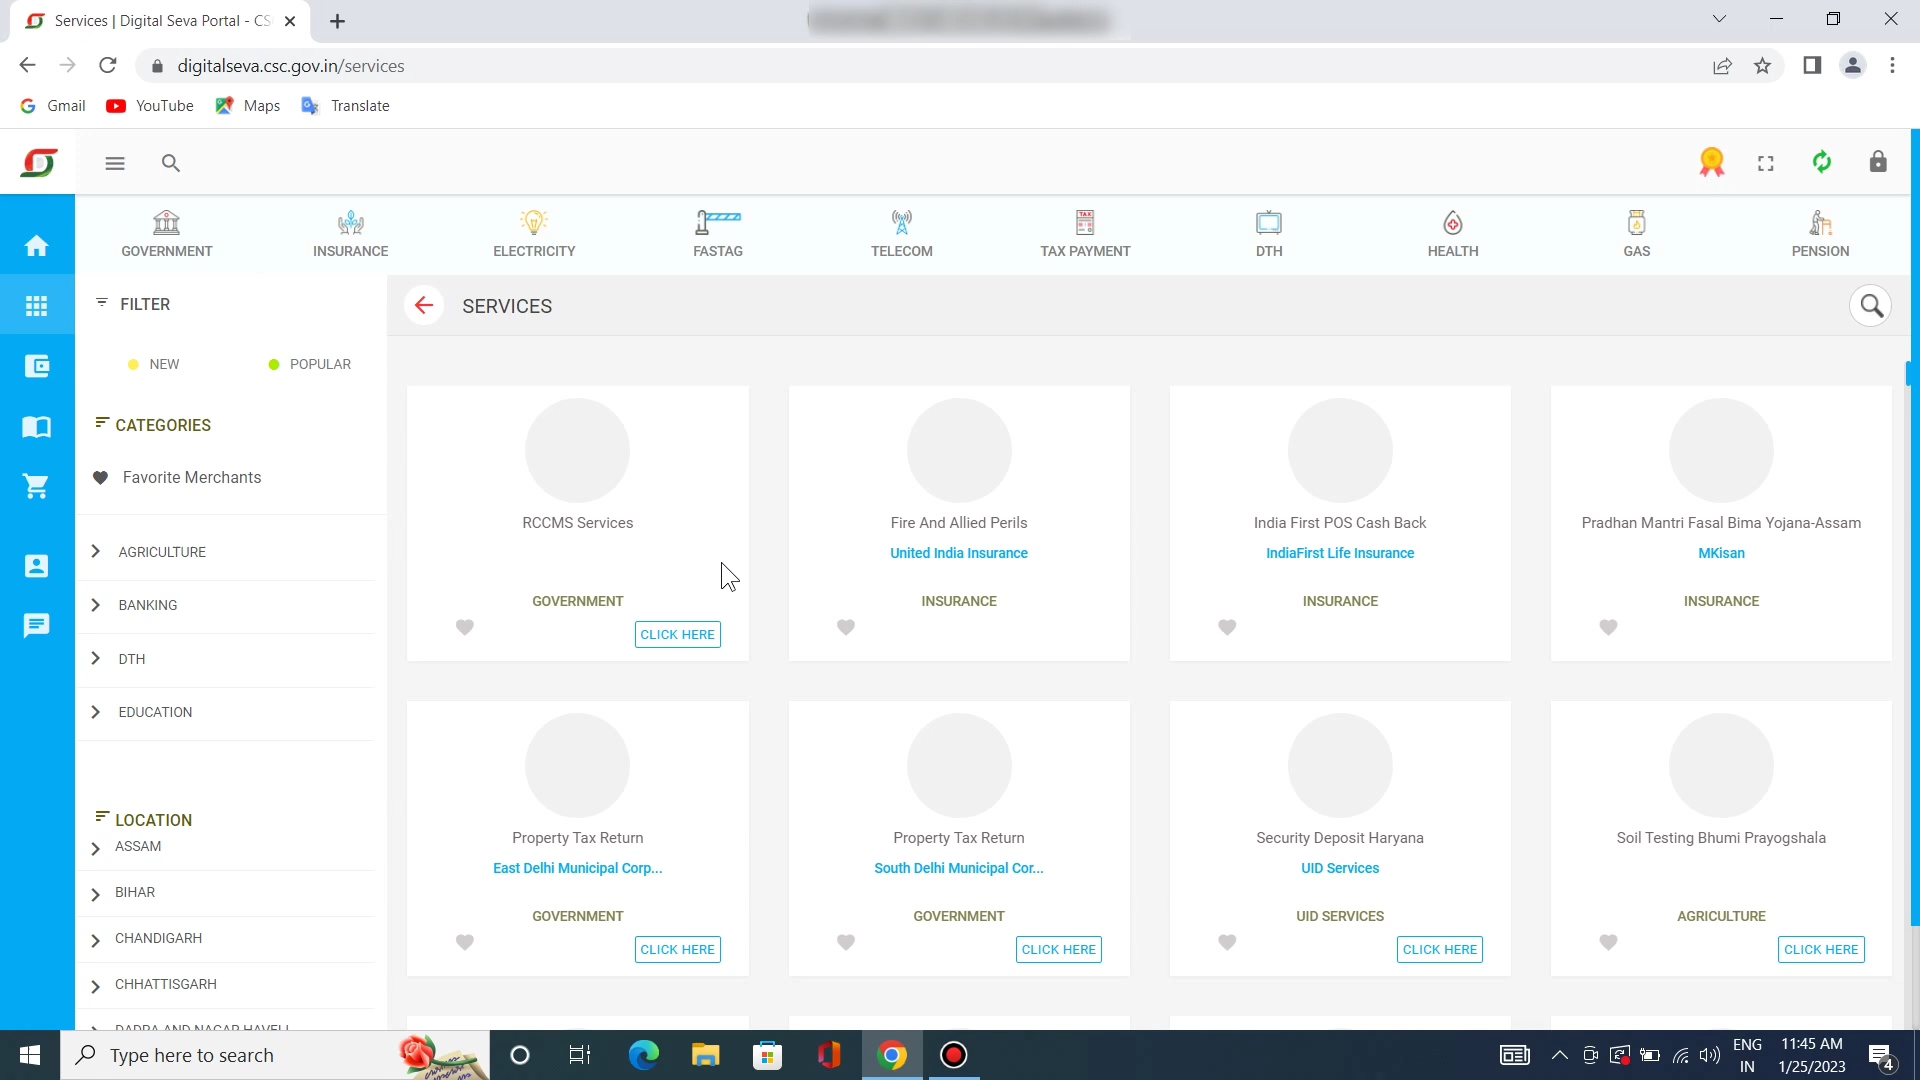 Services | Digital Seva Portal - CS
digitalseva.csc.gov.in/services
Gmail
YouTube
Maps
Translate
GOVERNMENT
INSURANCE
ELECTRICITY
FASTAG
TELECOM
TAX PAYMENT
DTH
HEALTH
GAS
PENSION
FILTER
NEW
POPULAR
CATEGORIES
Favorite Merchants
AGRICULTURE
BANKING
DTH
EDUCATION
LOCATION
ASSAM
BIHAR
CHANDIGARH
CHHATTISGARH
DADRA AND NAGAR HAVELI
SERVICES
RCCMS Services
GOVERNMENT
CLICK HERE
Fire And Allied Perils
United India Insurance
INSURANCE
India First POS Cash Back
IndiaFirst Life Insurance
INSURANCE
Pradhan Mantri Fasal Bima Yojana-Assam
MKisan
INSURANCE
Property Tax Return
East Delhi Municipal Corp...
GOVERNMENT
CLICK HERE
Property Tax Return
South Delhi Municipal Cor...
GOVERNMENT
CLICK HERE
Security Deposit Haryana
UID Services
UID SERVICES
CLICK HERE
Soil Testing Bhumi Prayogshala
AGRICULTURE
CLICK HERE
Type here to search
ENG
IN
11:45 AM
1/25/2023
4